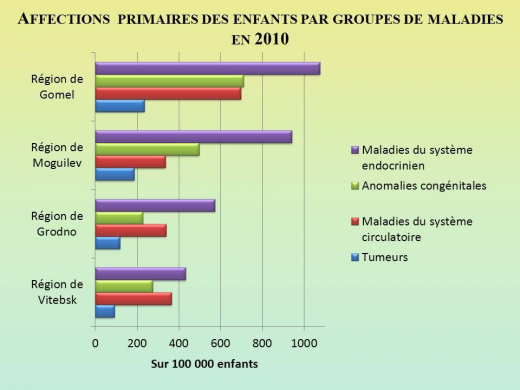 AFFECTIONS PRIMAIRES DES ENFANTS PAR GROUPES DE MALADIES
EN 2010
Région de
Gomel
Région de
Moguilev
Région de
Grodno
Région de
Vitebsk
0 200 400 600 800 1000
Sur 100 000 enfants
Maladies du système
endocrinien
Anomalies congénitales
Maladies du système
circulatoire
Tumeurs